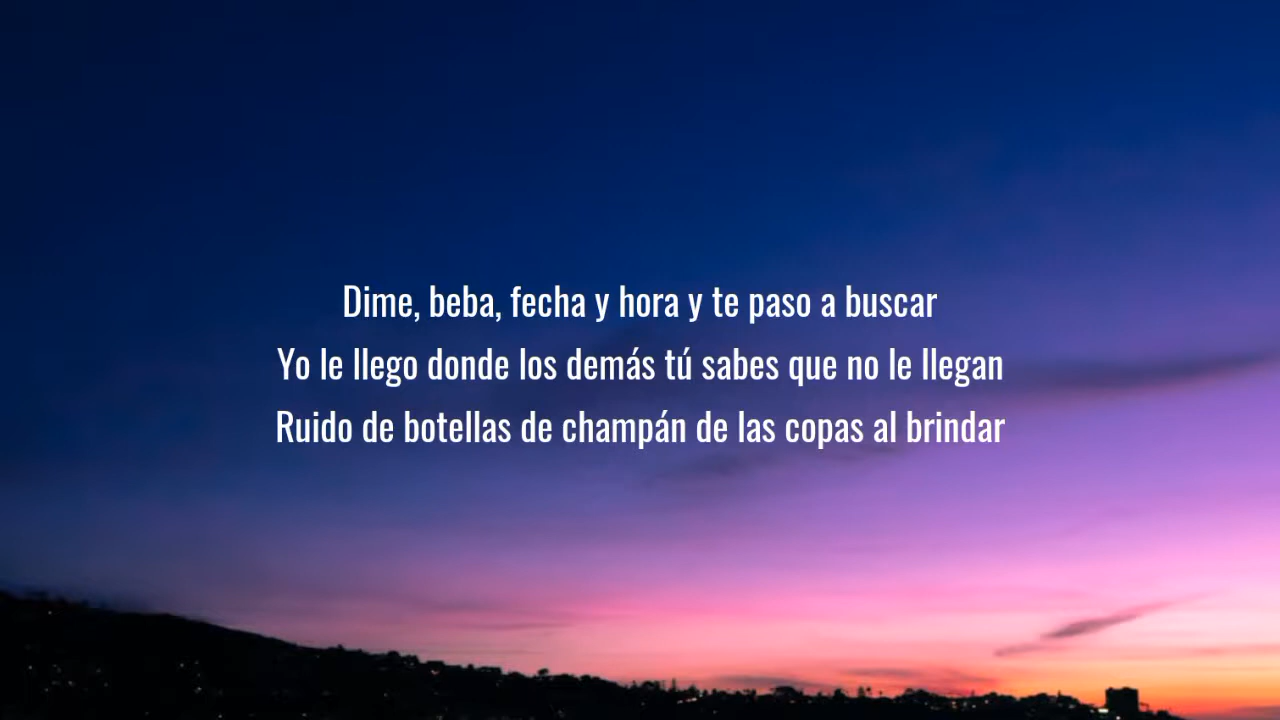 Dime, beba, fecha y hora y te paso a buscar
Yo le llego donde los demás tú sabes que no le llegan
Ruido de botellas de champán de las copas al brindar